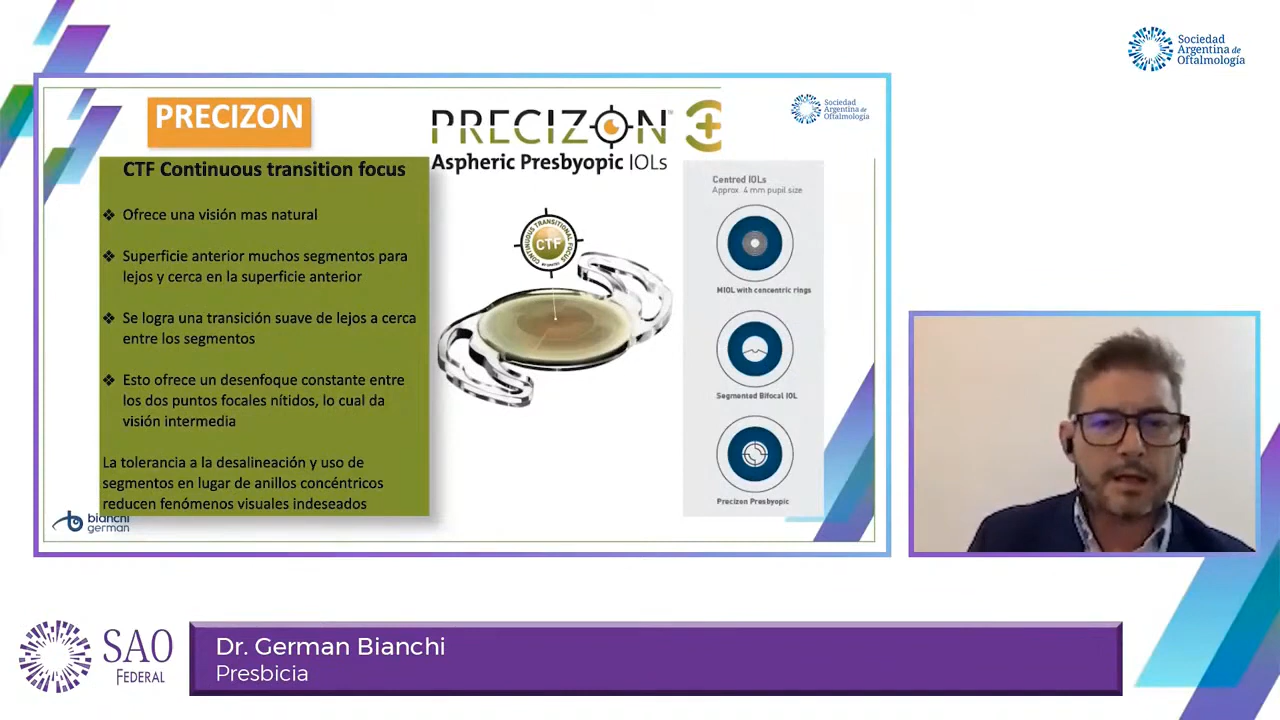 Sociedad
Argentina de
Oftalmología
PRECIZON
CTF Continuous transition focus
❖ Ofrece una visión mas natural
❖ Superficie anterior muchos segmentos para
lejos y cerca en la superficie anterior
❖ Se logra una transición suave de lejos a cerca
entre los segmentos
❖ Esto ofrece un desenfoque constante entre
los dos puntos focales nítidos, lo cual da
visión intermedia
La tolerancia a la desalineación y uso de
segmentos en lugar de anillos concéntricos
reducen fenómenos visuales indeseados
bianchi
german
PRECIZON
Aspheric Presbyopic IOLs
CONTINUOUS TRANSITIONAL FOCUS
CTF
Sociedad
Argentina de
Oftalmología
Centred IOLs
Approx. 4 mm pupil size
MIOL with concentric rings
Segmented Bifocal IOL
Precizon Presbyopic
SAO
FEDERAL
Dr. German Bianchi
Presbicia